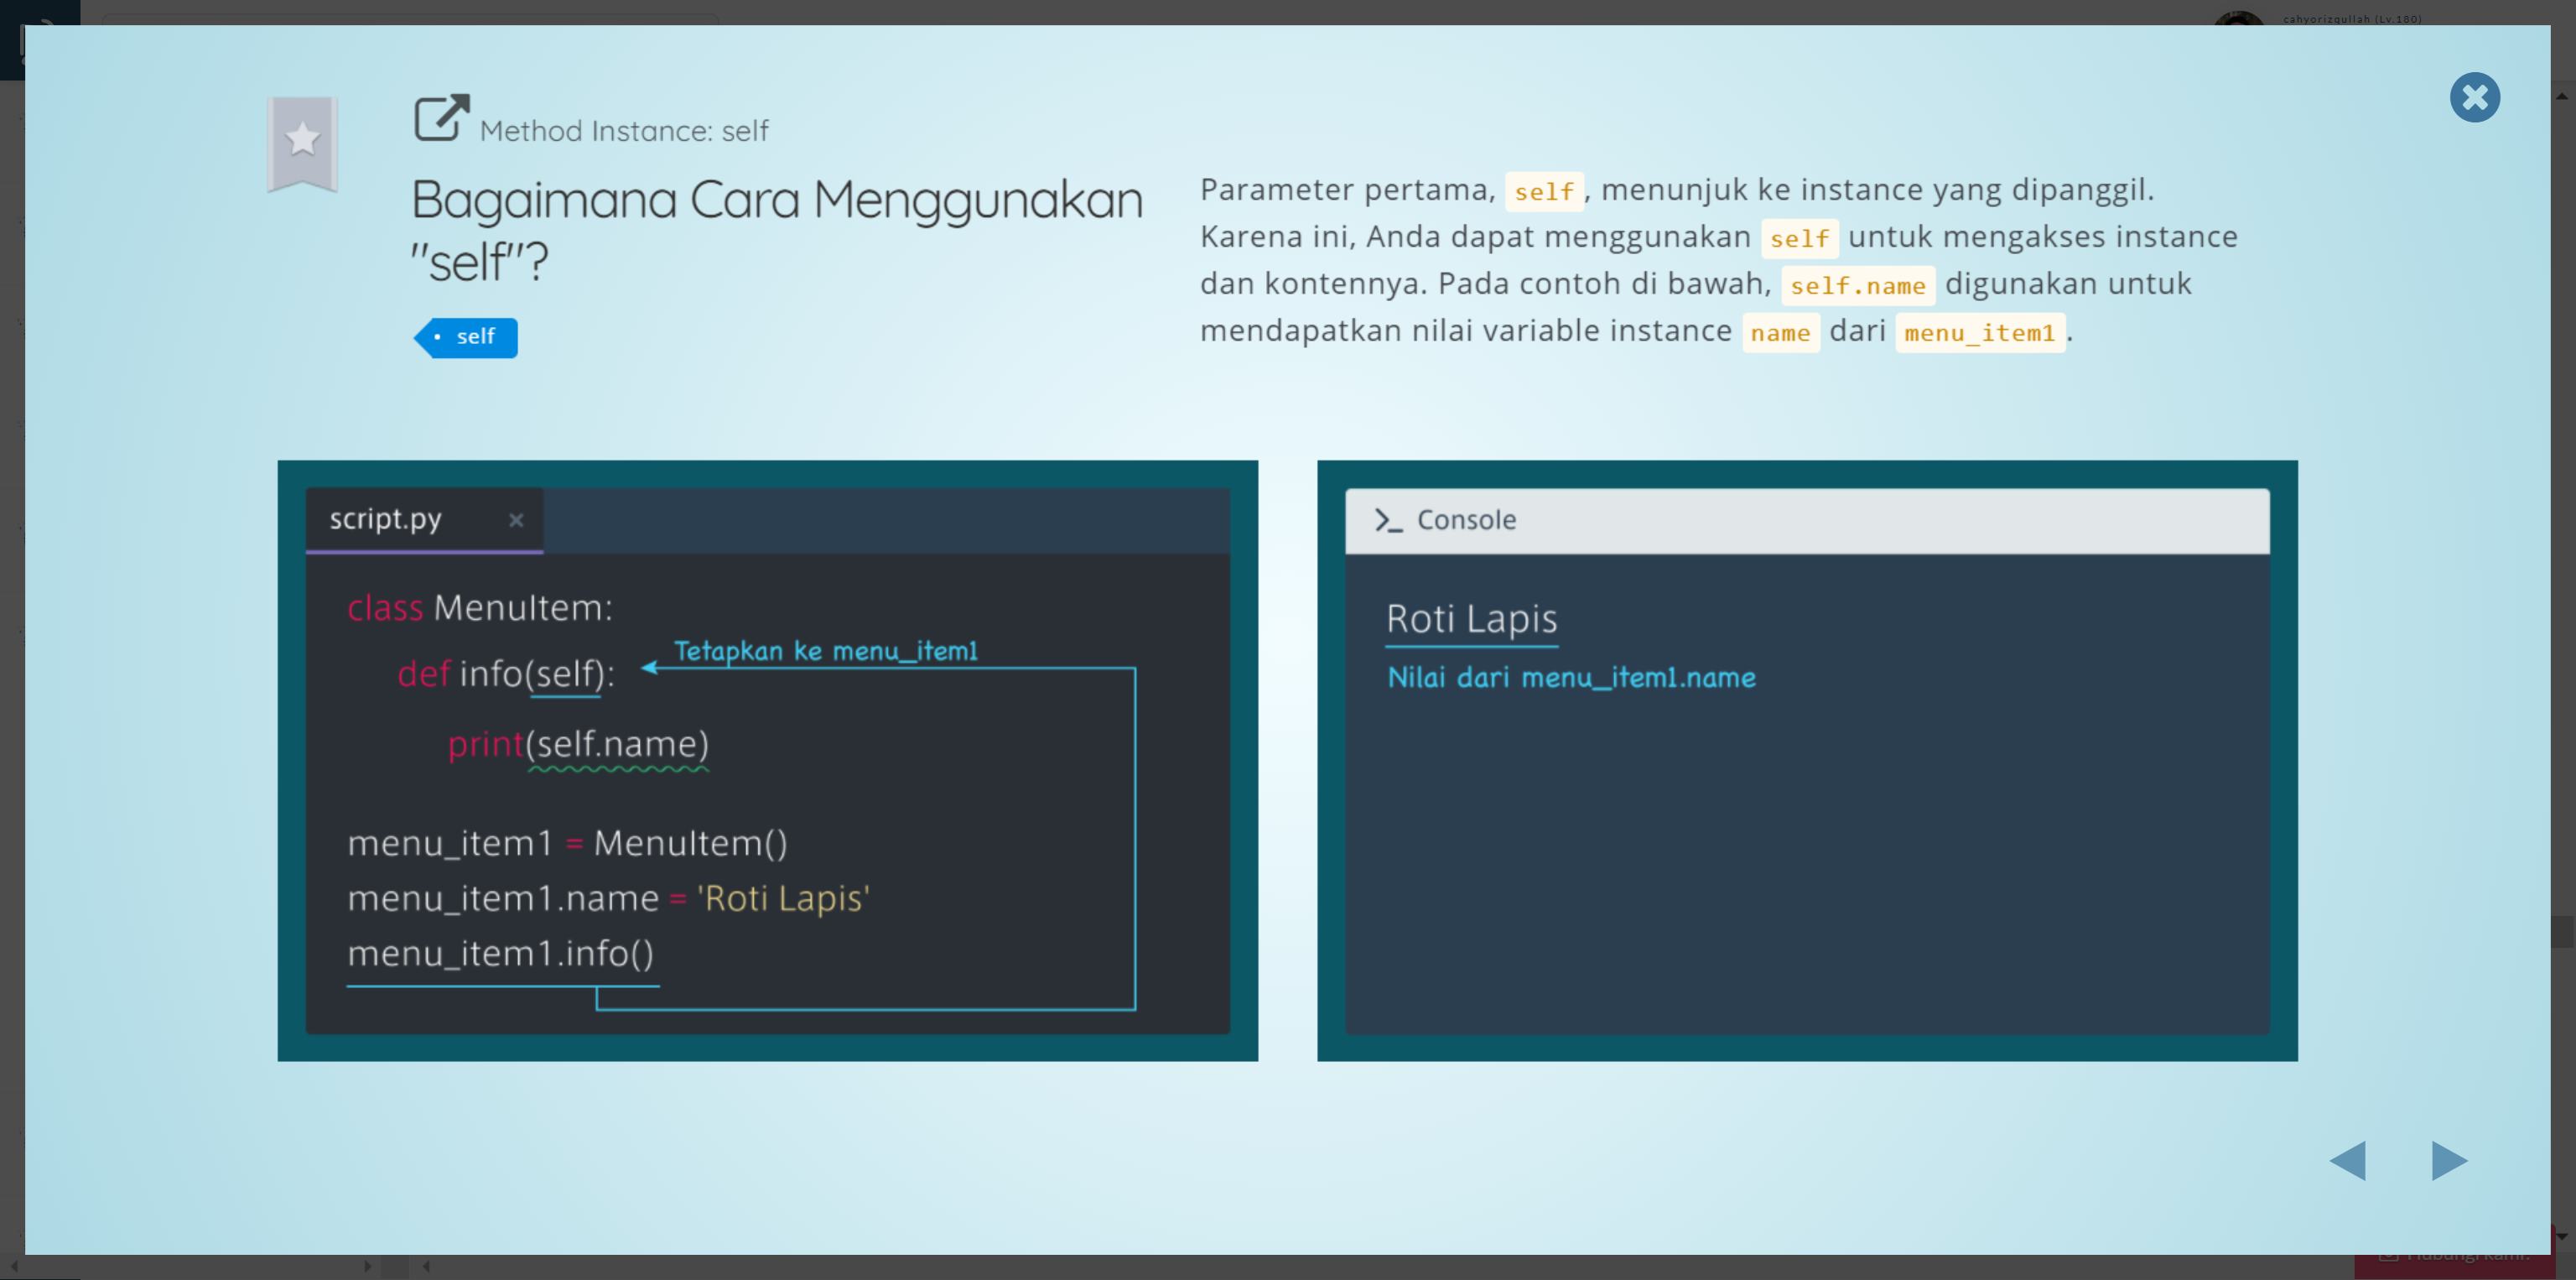 cahyorizqullah (Lv.180)
Method Instance: self
Bagaimana Cara Menggunakan
"self"?
• self
Parameter pertama, self, menunjuk ke instance yang dipanggil.
Karena ini, Anda dapat menggunakan self untuk mengakses instance
dan kontennya. Pada contoh di bawah, self.name digunakan untuk
mendapatkan nilai variable instance name dari menu_item1.
script.py
class MenuItem:
Tetapkan ke menu_item1
def info(self):
print(self.name)
menu_item1 = MenuItem()
menu_item1.name = 'Roti Lapis'
menu_item1.info()
>_ Console
Roti Lapis
Nilai dari menu_item1.name